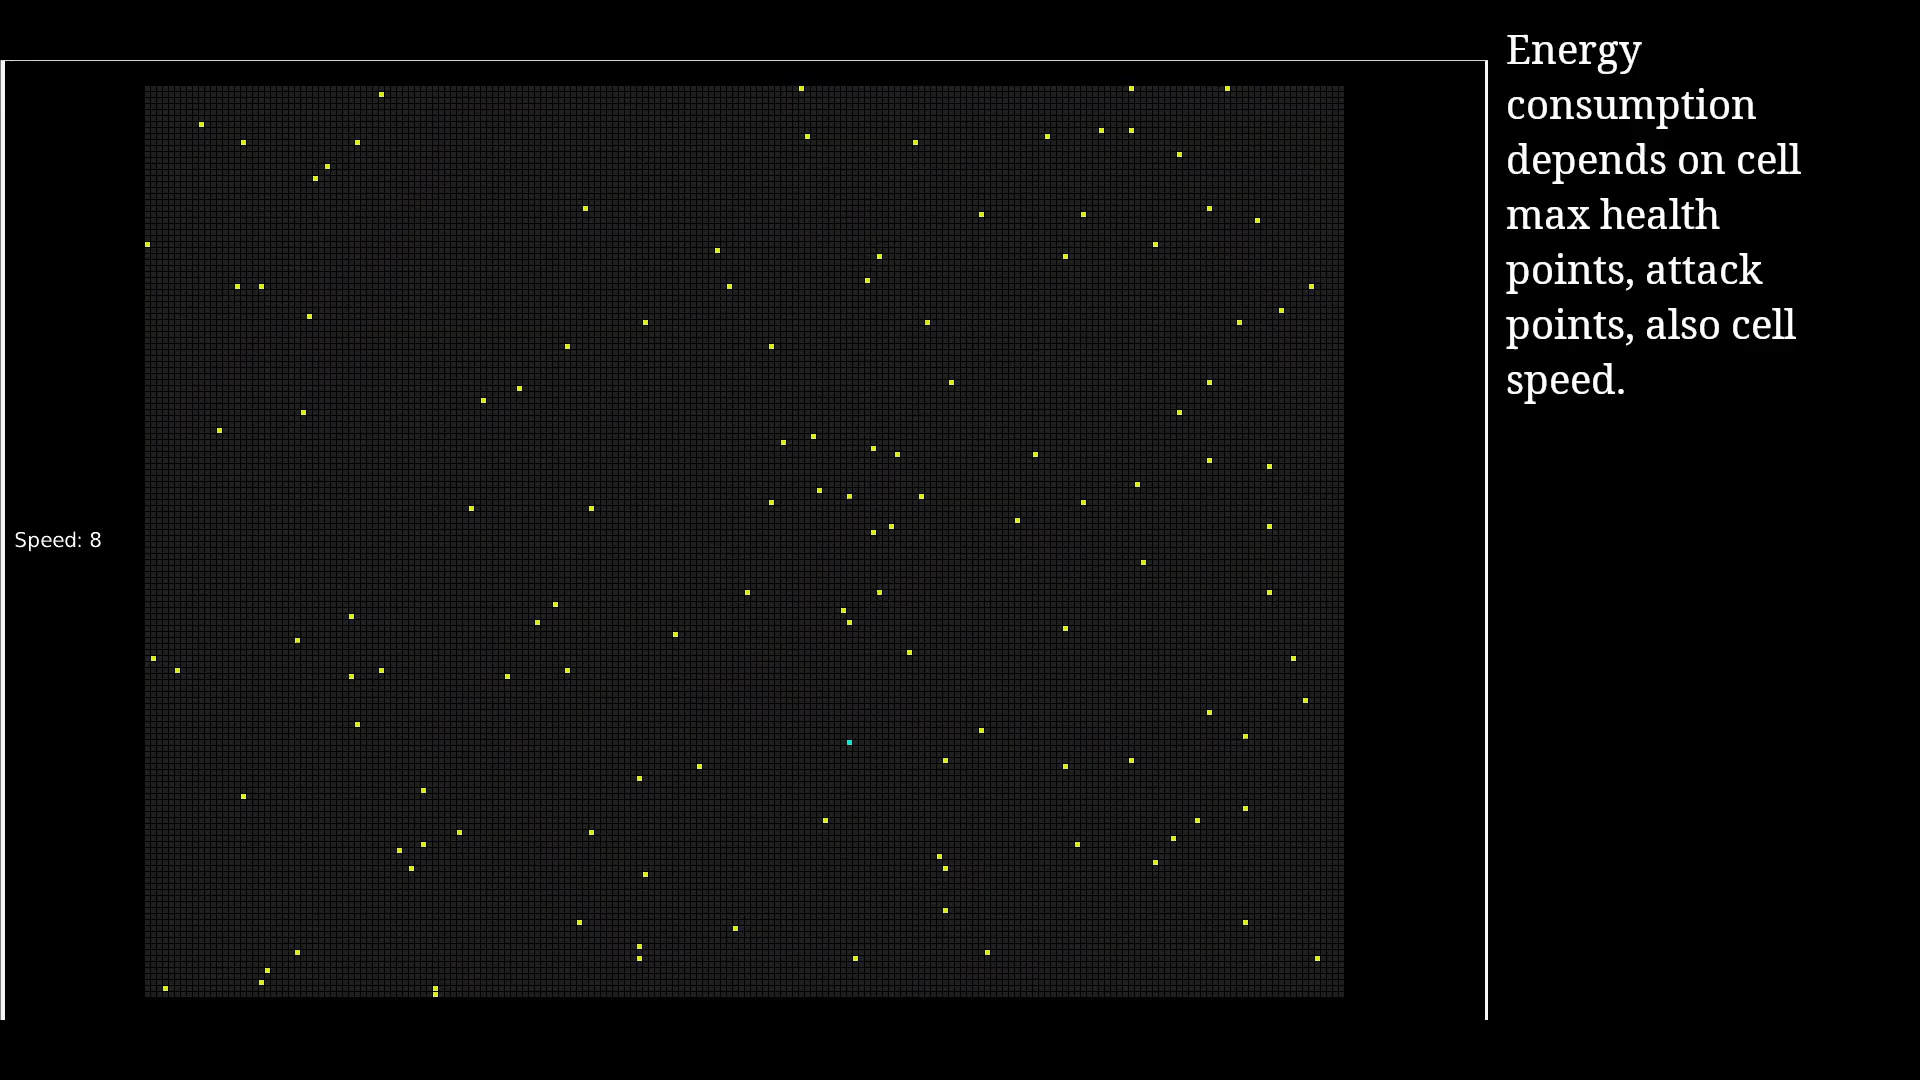 Energy
consumption
depends on cell
max health
points, attack
points, also cell
speed.
Speed: 8